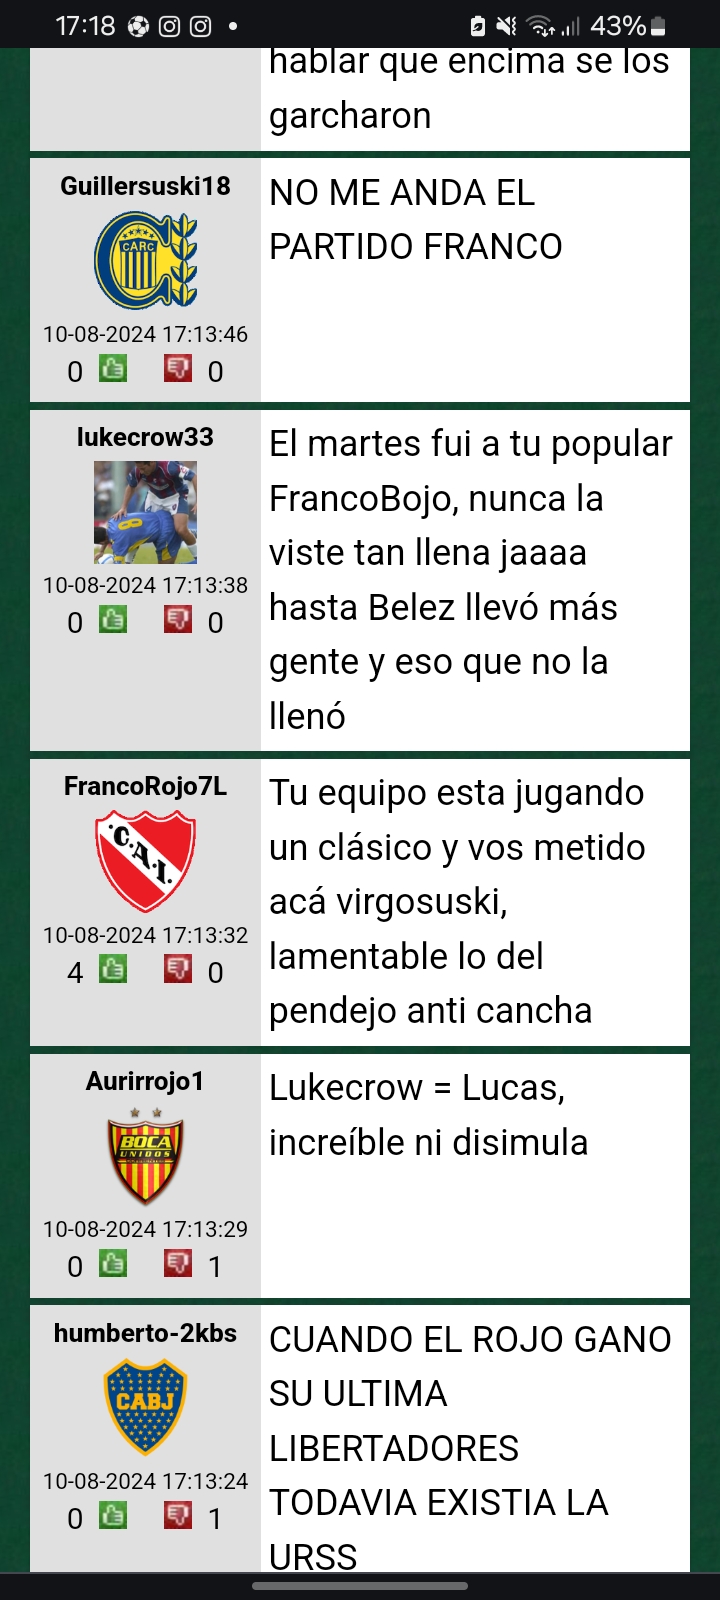 17:18
43%
hablar que encima se los
garcharon
Guillersuski18
CARC
10-08-2024 17:13:46
0 0
NO ME ANDA EL
PARTIDO FRANCO
lukecrow33
8
10-08-2024 17:13:38
0 0
El martes fui a tu popular
FrancoBojo, nunca la
viste tan llena jaaaa
hasta Belez llevó más
gente y eso que no la
llenó
FrancoRojo7L
·C.A.I.
10-08-2024 17:13:32
4 0
Tu equipo esta jugando
un clásico y vos metido
acá virgosuski,
lamentable lo del
pendejo anti cancha
Aurirrojo1
BOCA
UNIDOS
10-08-2024 17:13:29
0 1
Lukecrow = Lucas,
increíble ni disimula
humberto-2kbs
CABJ
10-08-2024 17:13:24
0 1
CUANDO EL ROJO GANO
SU ULTIMA
LIBERTADORES
TODAVIA EXISTIA LA
URSS